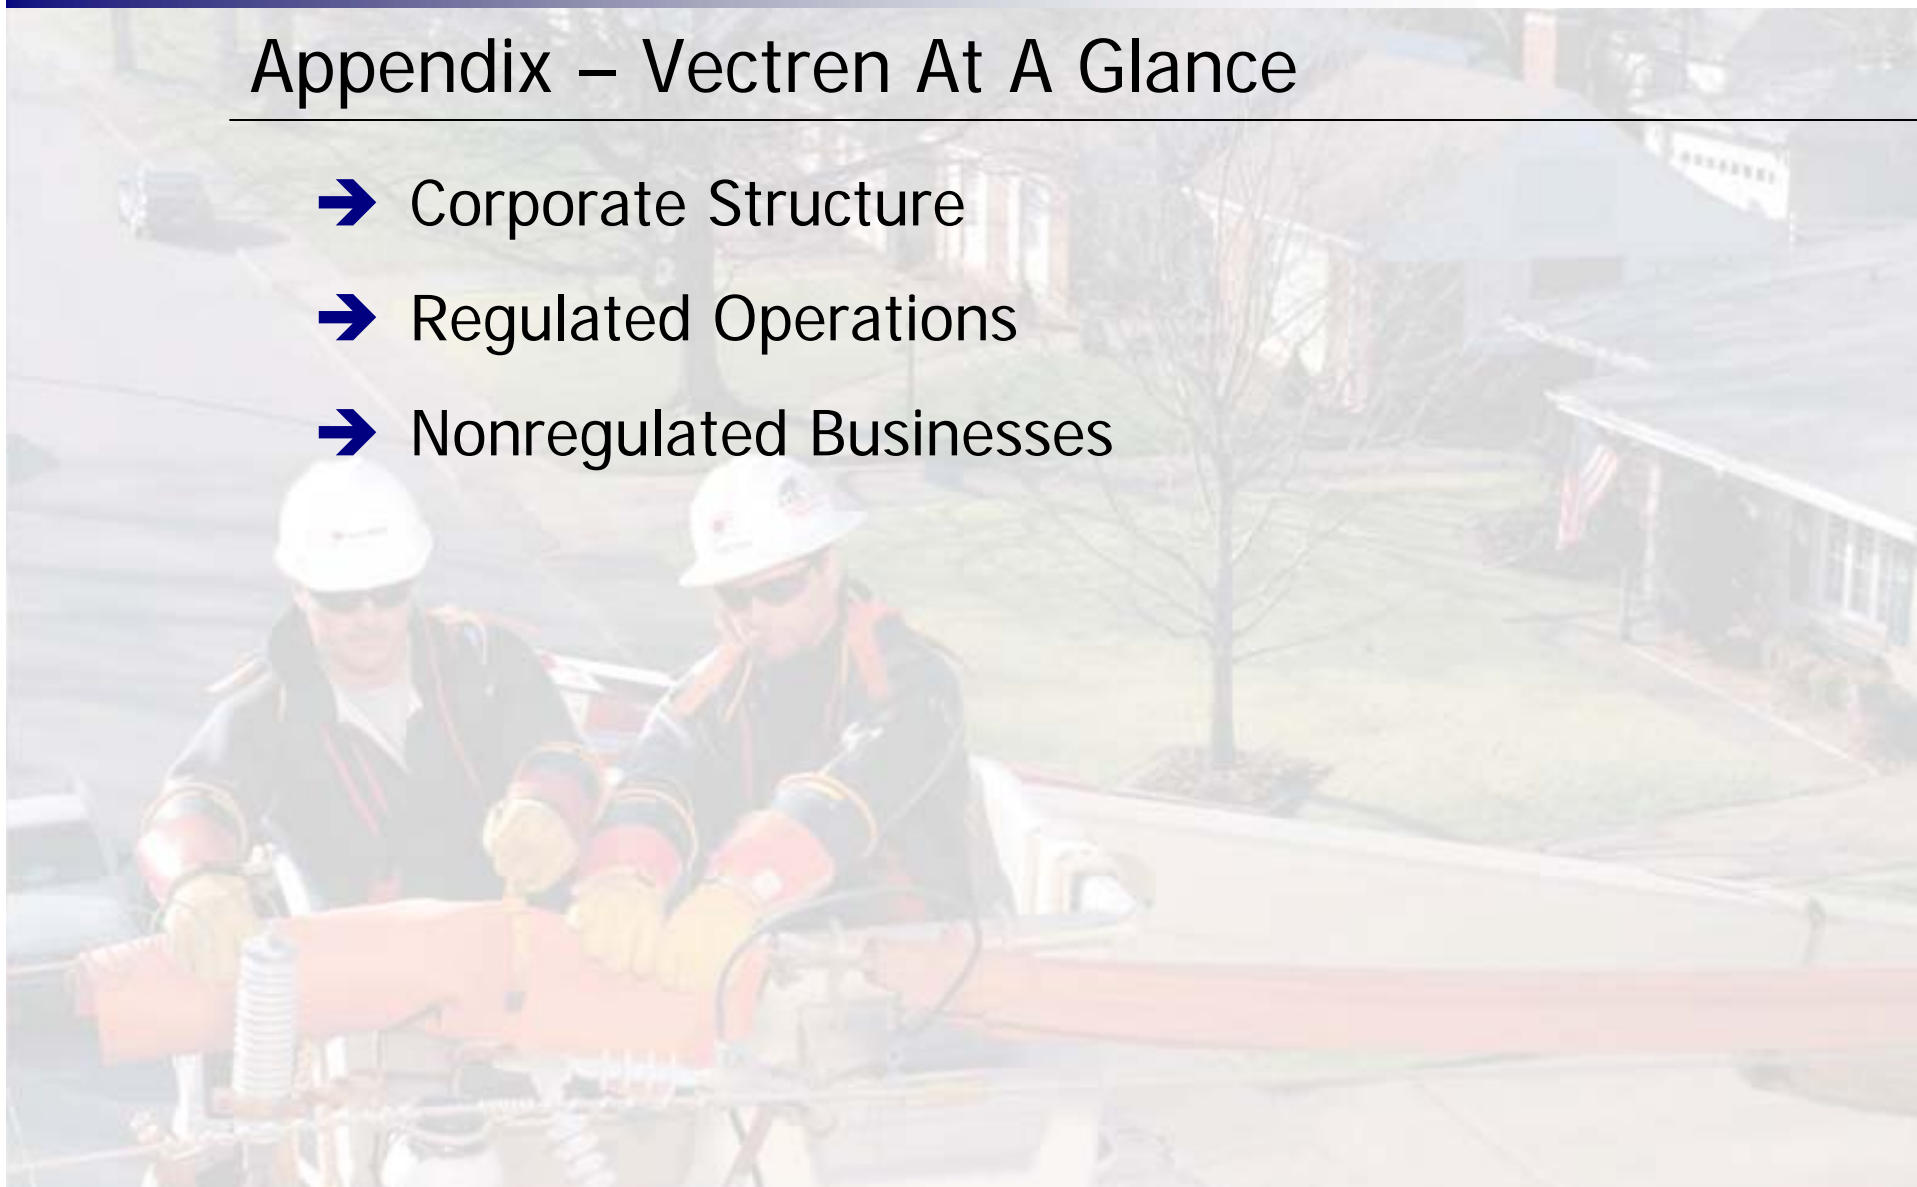 Appendix – Vectren At A Glance
Corporate Structure
Regulated Operations
Nonregulated Businesses